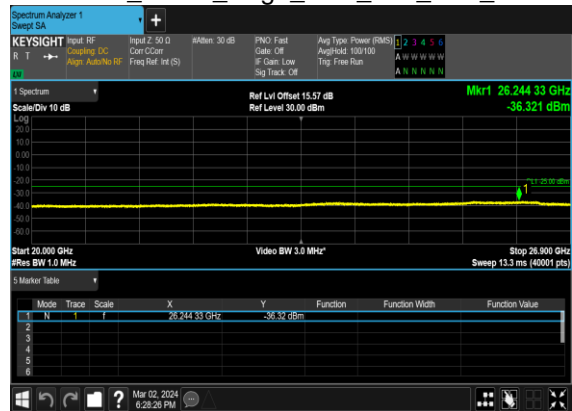 Spectrum Analyzer 1
Swept SA
+
KEYSIGHT
R T
LW
Input: RF
Coupling: DC
Align: Auto/No RF
Input Z: 50 Ω
Corr CCorr
Freq Ref: Int (S)
#Atten: 30 dB
PNO: Fast
Gate: Off
IF Gain: Low
Sig Track: Off
Avg Type: Power (RMS)
Avg|Hold: 100/100
Trig: Free Run
1 2 3 4 5 6
A W W W W W
A N N N N N
1 Spectrum
Scale/Div 10 dB
Ref Lvl Offset 15.57 dB
Ref Level 30.00 dBm
Mkr1 26.244 33 GHz
-36.321 dBm
Log
20.0
10.0
0.00
-10.0
-20.0
-30.0
-40.0
-50.0
-60.0
DL1 -25.00 dBm
1
Start 20.000 GHz
#Res BW 1.0 MHz
Video BW 3.0 MHz*
Stop 26.900 GHz
Sweep 13.3 ms (40001 pts)
5 Marker Table
Mode Trace Scale X Y Function Function Width Function Value
1 N 1 f 26.244 33 GHz -36.32 dBm
2
3
4
5
6
?
Mar 02, 2024
6:28:26 PM